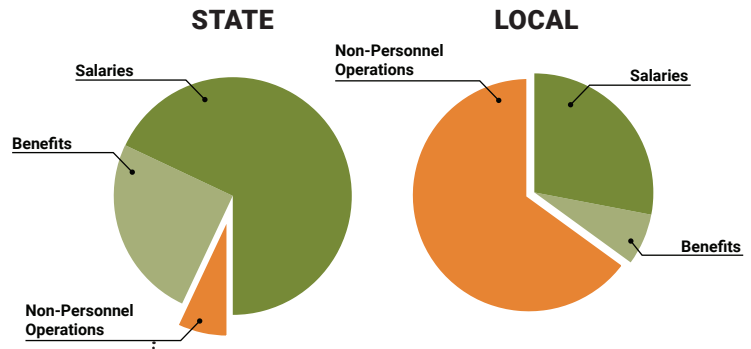 STATE
Salaries
Benefits
Non-Personnel
Operations
LOCAL
Non-Personnel
Operations
Salaries
Benefits